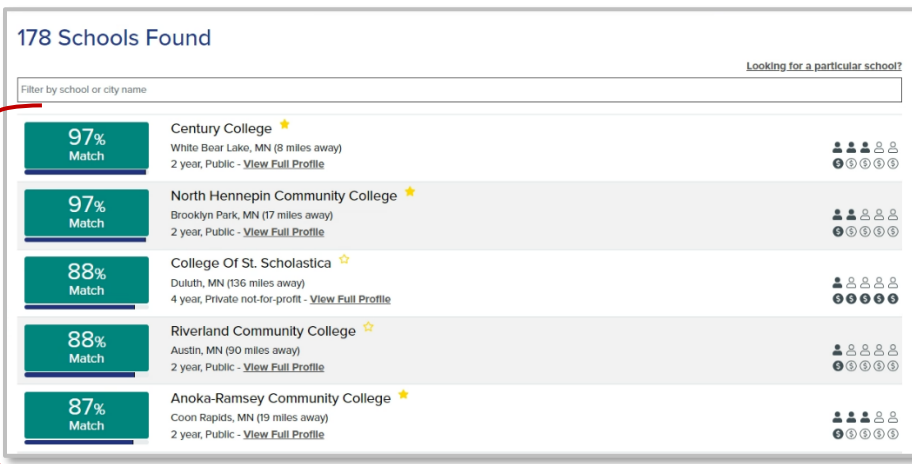 178 Schools Found
Looking for a particular school?
Filter by school or city name
97% Match
Century College
White Bear Lake, MN (8 miles away)
2 year, Public - View Full Profile
97% Match
North Hennepin Community College
Brooklyn Park, MN (17 miles away)
2 year, Public - View Full Profile
88% Match
College Of St. Scholastica
Duluth, MN (136 miles away)
4 year, Private not-for-profit - View Full Profile
88% Match
Riverland Community College
Austin, MN (90 miles away)
2 year, Public - View Full Profile
87% Match
Anoka-Ramsey Community College
Coon Rapids, MN (19 miles away)
2 year, Public - View Full Profile